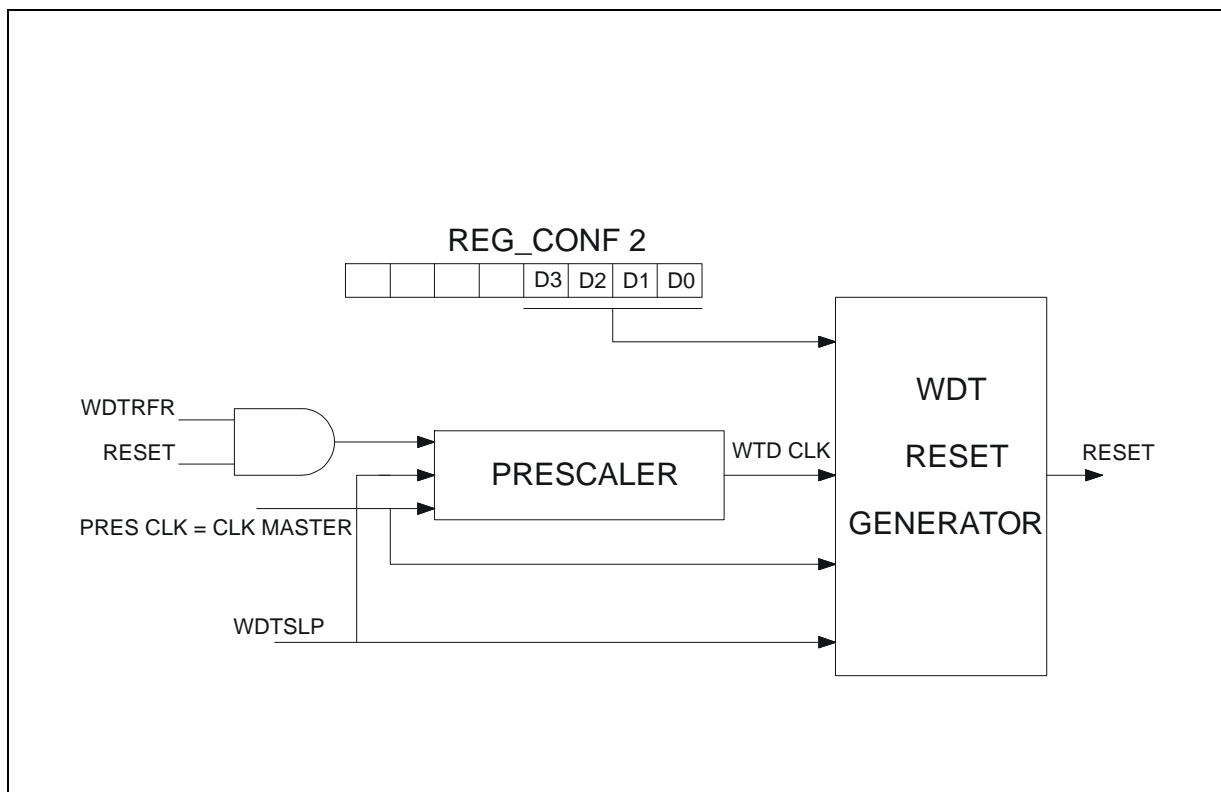 REG_CONF 2
D3 D2 D1 D0
WDT
RESET
GENERATOR
WDTRFR
RESET
PRESCALER
WTD CLK
RESET
PRES CLK = CLK MASTER
WDTSLP